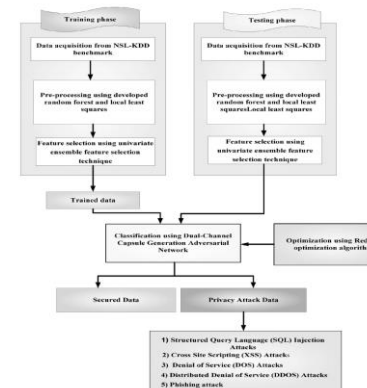 Training phase
Data acquisition from NSL-KDD
benchmark
Pre-processing using developed
random forest and local least
squares
Feature selection using univariate
ensemble feature selection
technique
Trained data
Testing phase
Data acquisition from NSL-KDD
benchmark
Pre-processing using developed
random forest and local least
squaresLocal least squares
Feature selection using
univariate ensemble feature
selection technique
Classification using Dual-Channel
Capsule Generation Adversarial
Network
Optimization using Red
optimization algorith
Secured Data
Privacy Attack Data
1) Structured Query Language (SQL) Injection
Attacks
2) Cross Site Scripting (XSS) Attacks
3) Denial of Service (DOS) Attacks
4) Distributed Denial of Service (DDOS) Attacks
5) Phishing attack